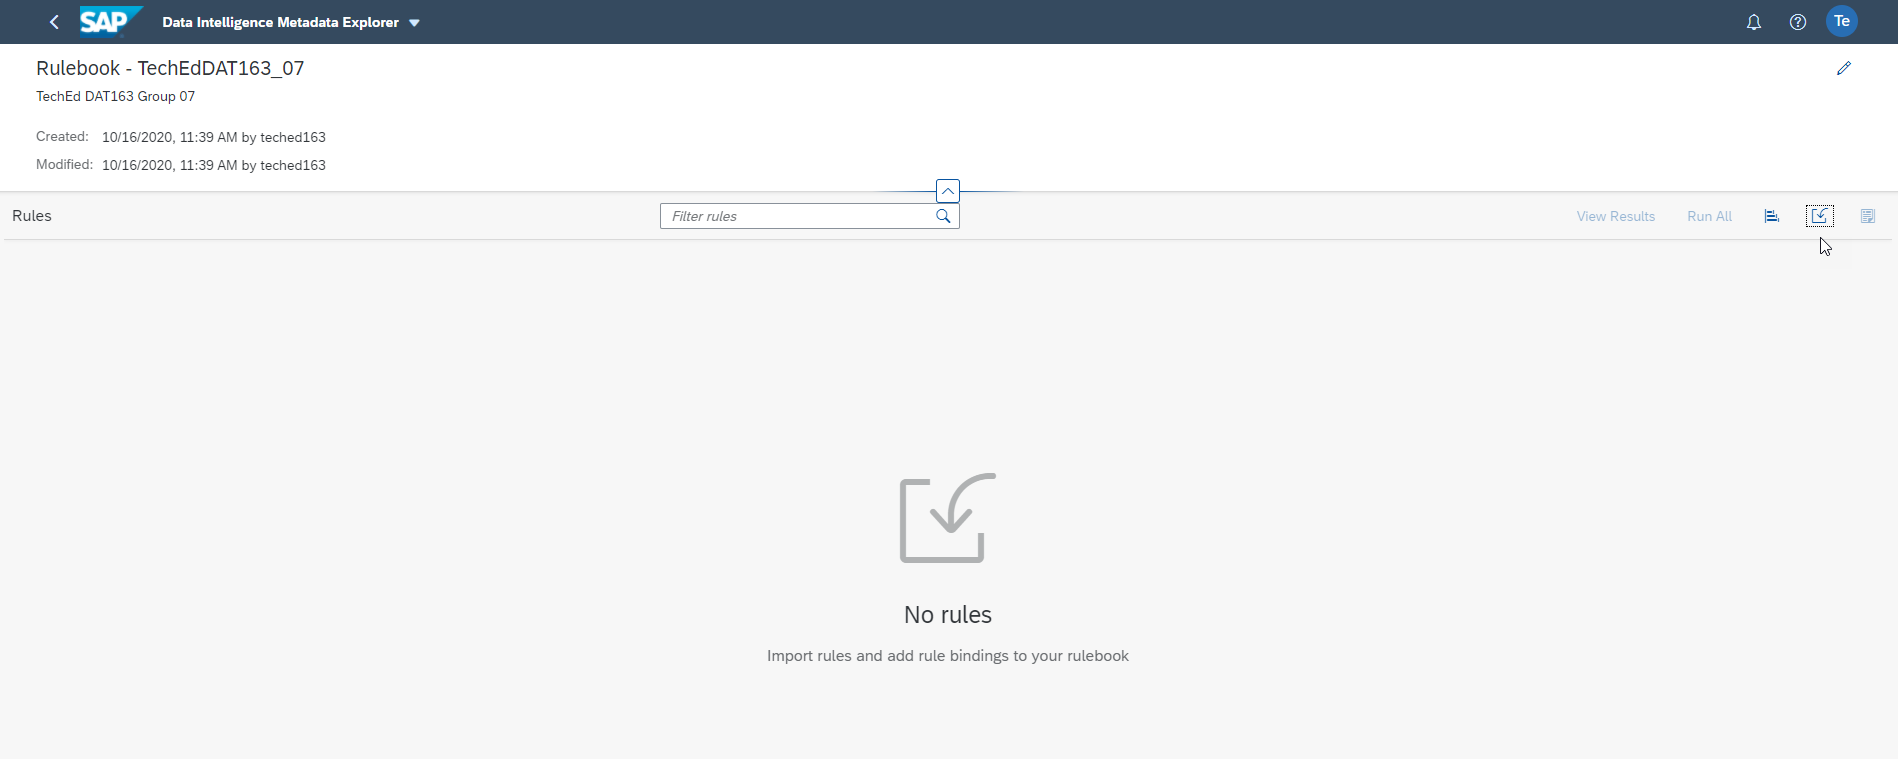 SAP Data Intelligence Metadata Explorer Te
Rulebook - TechEdDAT163_07
TechEd DAT163 Group 07
Created: 10/16/2020, 11:39 AM by teched163
Modified: 10/16/2020, 11:39 AM by teched163
Rules Filter rules View Results Run All
No rules
Import rules and add rule bindings to your rulebook